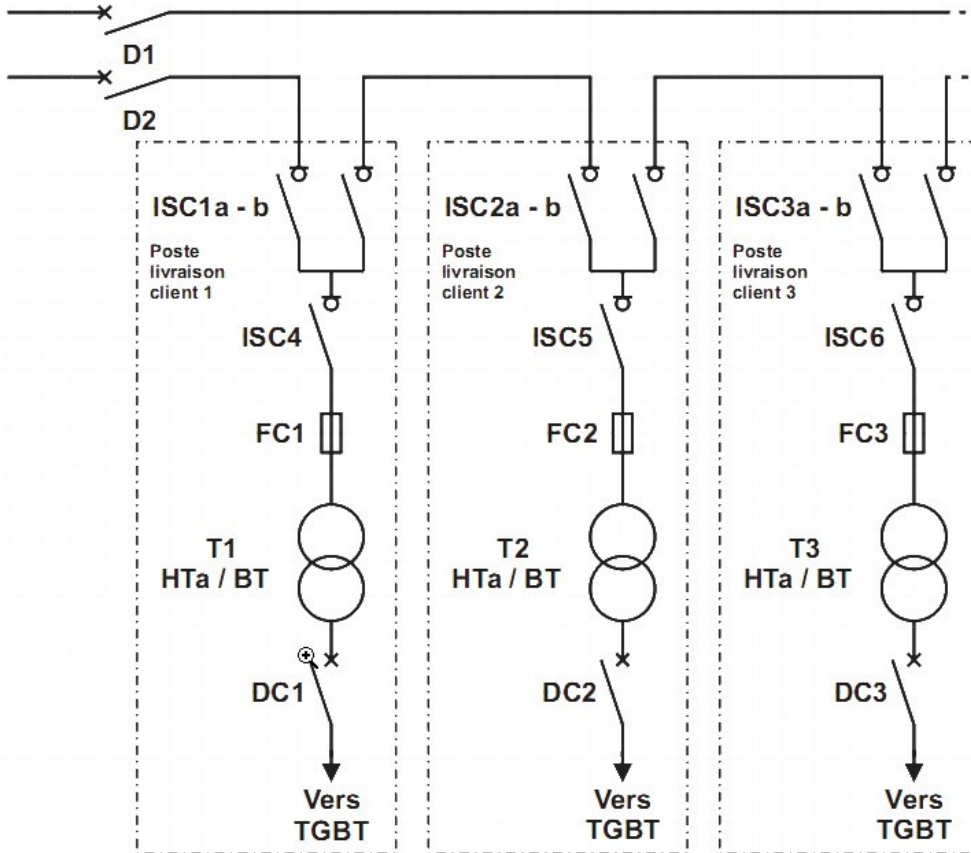 D1
D2
ISC1a - b
Poste
livraison
client 1
ISC4
FC1
T1
HTa / BT
DC1
Vers
TGBT
ISC2a - b
Poste
livraison
client 2
ISC5
FC2
T2
HTa / BT
DC2
Vers
TGBT
ISC3a - b
Poste
livraison
client 3
ISC6
FC3
T3
HTa / BT
DC3
Vers
TGBT